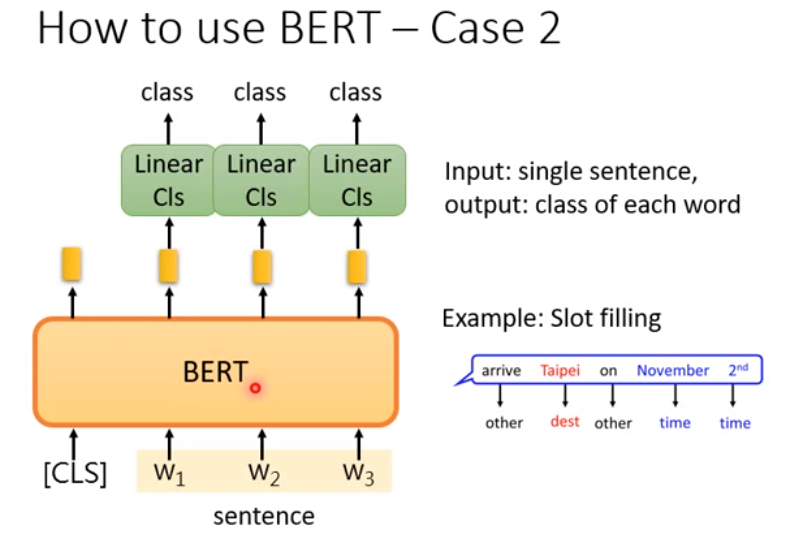 How to use BERT – Case 2
class class class
Linear Cls Linear Cls Linear Cls
Input: single sentence,
output: class of each word
BERT
Example: Slot filling
arrive Taipei on November 2nd
other dest other time time
[CLS] w1 w2 w3
sentence